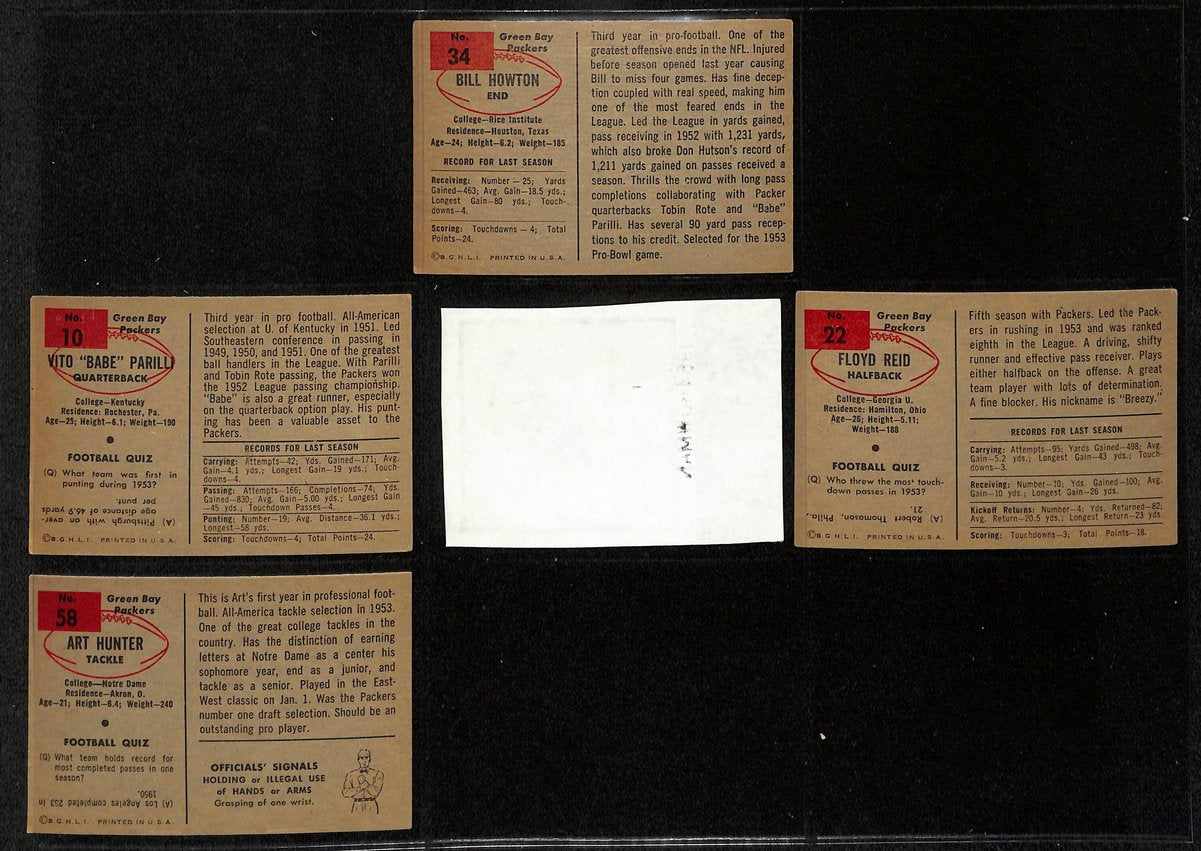 No.
34
Green Bay
Packers
BILL HOWTON
END
College—Rice Institute
Residence—Houston, Texas
Age—24; Height—6.2; Weight—185
RECORD FOR LAST SEASON
Receiving: Number — 25; Yards
Gained—463; Avg. Gain—18.5 yds.;
Longest Gain—80 yds.; Touch-
downs—4.
Scoring: Touchdowns — 4; Total
Points—24.
©B.G.H.L.I. PRINTED IN U.S.A.
Third year in pro-football. One of the
greatest offensive ends in the NFL. Injured
before season opened last year causing
Bill to miss four games. Has fine decep-
tion coupled with real speed, making him
one of the most feared ends in the
League. Led the League in yards gained,
pass receiving in 1952 with 1,231 yards,
which also broke Don Hutson's record of
1,211 yards gained on passes received a
season. Thrills the crowd with long pass
completions collaborating with Packer
quarterbacks Tobin Rote and "Babe"
Parilli. Has several 90 yard pass recep-
tions to his credit. Selected for the 1953
Pro-Bowl game.
No.
10
Green Bay
Packers
VITO "BABE" PARILLI
QUARTERBACK
College—Kentucky
Residence: Rochester, Pa.
Age—25; Height—6.1; Weight—190
FOOTBALL QUIZ
(Q) What team was first in
punting during 1953?
(A) Pittsburgh with an aver-
age distance of 46.9 yards
per punt.
©B.G.H.L.I. PRINTED IN U.S.A.
Third year in pro football. All-American
selection at U. of Kentucky in 1951. Led
Southeastern conference in passing in
1949, 1950, and 1951. One of the greatest
ball handlers in the League. With Parilli
and Tobin Rote passing, the Packers won
the 1952 League passing championship.
"Babe" is also a great runner, especially
on the quarterback option play. His punt-
ing has been a valuable asset to the
Packers.
RECORDS FOR LAST SEASON
Carrying: Attempts—42; Yds. Gained—171; Avg.
Gain—4.1 yds.; Longest Gain—19 yds.; Touch-
downs—4.
Passing: Attempts—166; Completions—74; Yds.
Gained—830; Avg. Gain—5.00 yds.; Longest Gain
—45 yds.; Touchdown Passes—4.
Punting: Number—19; Avg. Distance—36.1 yds.;
Longest—58 yds.
Scoring: Touchdowns—4; Total Points—24.
No.
22
Green Bay
Packers
FLOYD REID
HALFBACK
College—Georgia U.
Residence: Hamilton, Ohio
Age—26; Height—5.11;
Weight—188
FOOTBALL QUIZ
(Q) Who threw the most touch-
down passes in 1953?
(A) Robert Thomason, Phila.,
21.
©B.G.H.L.I. PRINTED IN U.S.A.
Fifth season with Packers. Led the Pack-
ers in rushing in 1953 and was ranked
eighth in the League. A driving, shifty
runner and effective pass receiver. Plays
either halfback on the offense. A great
team player with lots of determination.
A fine blocker. His nickname is "Breezy."
RECORDS FOR LAST SEASON
Carrying: Attempts—95; Yards Gained—498; Avg.
Gain—5.2 yds.; Longest Gain—43 yds.; Touch-
downs—3.
Receiving: Number—10; Yds. Gained—100; Avg.
Gain—10 yds.; Longest Gain—26 yds.
Kickoff Returns: Number—4; Yds. Returned—82;
Avg. Return—20.5 yds.; Longest Return—23 yds.
Scoring: Touchdowns—3; Total Points—18.
No.
58
Green Bay
Packers
ART HUNTER
TACKLE
College—Notre Dame
Residence—Akron, O.
Age—21; Height—6.4; Weight—240
FOOTBALL QUIZ
(Q) What team holds record for
most completed passes in one
season?
(A) Los Angeles completed 253 in
1950.
©B.G.H.L.I. PRINTED IN U.S.A.
This is Art's first year in professional foot-
ball. All-America tackle selection in 1953.
One of the great college tackles in the
country. Has the distinction of earning
letters at Notre Dame as a center his
sophomore year, end as a junior, and
tackle as a senior. Played in the East-
West classic on Jan. 1. Was the Packers
number one draft selection. Should be an
outstanding pro player.
OFFICIALS' SIGNALS
HOLDING or ILLEGAL USE
of HANDS or ARMS
Grasping of one wrist.